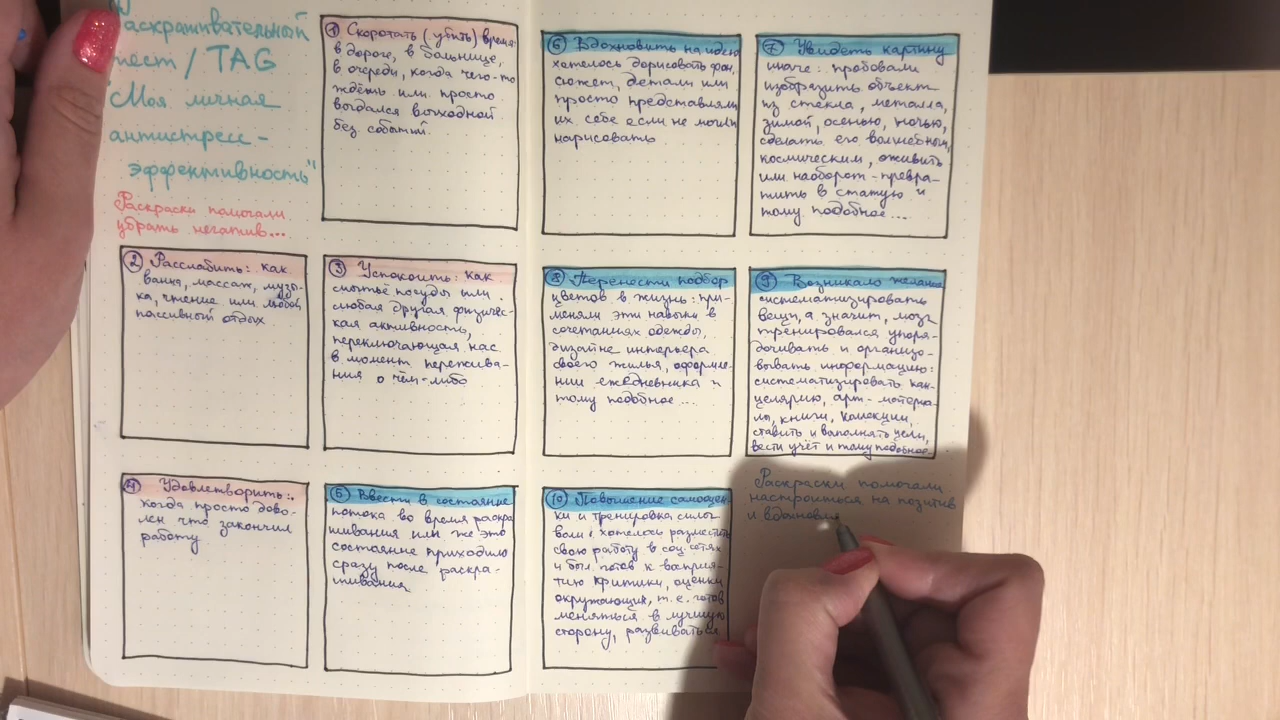 Раскрашивательный
тест / TAG
"Моя личная
антистресс-
эффективность"
Раскраски помогали
убрать негатив...
1 Скоротать (убить) время:
в дороге, в больнице,
в очереди, когда чего-то
ждёшь или просто
выдался выходной
без событий.
2 Расслабить: как
ванна, массаж, музы-
ка, чтение или любой
пассивный отдых
3 Успокоить: как
мытьё посуды или
любая другая физичес-
кая активность,
переключающая нас
в момент пережива-
ния о чём-либо
4 Удовлетворить:
когда просто дово-
лен что закончил
работу
5 Ввести в состояние
потока во время раскра
шивания или же это
состояние приходило
сразу после раскра-
шивания
6 Вдохновить на идею
хотелось дорисовать фон,
сюжет, детали или
просто представляли
их себе если не могли
нарисовать
7 Увидеть картину
иначе: пробовали
изобразить объект
из стекла, металла,
зимой, осенью, ночью,
сделать его волшебным,
космическим, оживить
или наоборот - превра-
тить в статую и
тому подобное...
8 Перенести подбор
цветов в жизнь: при-
меняли эти навыки в
сочетаниях одежды,
дизайне интерьера
своего жилья, оформле-
нии ежедневника и
тому подобное...
9 Возникало желание
систематизировать
вещи, а значит, мозг
тренировался упоря-
дочивать и организо-
вывать информацию:
систематизировать кан-
целярию, арт-материа-
лы, книги, колекции,
ставить и выполнять цели,
вести учёт и тому подобное
10 Повышение самооцен
ки и тренировка силы
воли: хотелось разместить
свою работу в соц. сетях
и был готов к восприя-
тию критики, оценки
окружающих, т.е. готов
меняться в лучшую
сторону, развиваться
Раскраски помогали
настроиться на позитив
и вдохновля